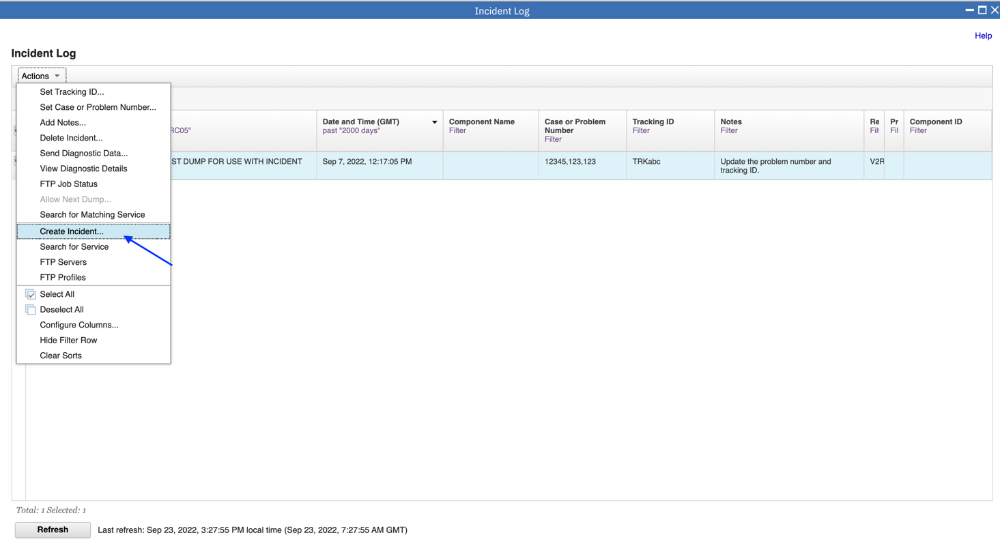 Incident Log
Help
Incident Log
Actions
Set Tracking ID...
Set Case or Problem Number...
Add Notes...
Delete Incident...
Send Diagnostic Data...
View Diagnostic Details
FTP Job Status
Allow Next Dump...
Search for Matching Service
Create Incident...
Search for Service
FTP Servers
FTP Profiles
Select All
Deselect All
Configure Columns...
Hide Filter Row
Clear Sorts
RC05"
Date and Time (GMT)
past "2000 days"
Component Name
Filter
Case or Problem
Number
Filter
Tracking ID
Filter
Notes
Filter
Re
Fil
Pr
Fil
Component ID
Filter
ST DUMP FOR USE WITH INCIDENT
Sep 7, 2022, 12:17:05 PM
12345,123,123
TRKabc
Update the problem number and
tracking ID.
V2R
Total: 1 Selected: 1
Refresh
Last refresh: Sep 23, 2022, 3:27:55 PM local time (Sep 23, 2022, 7:27:55 AM GMT)